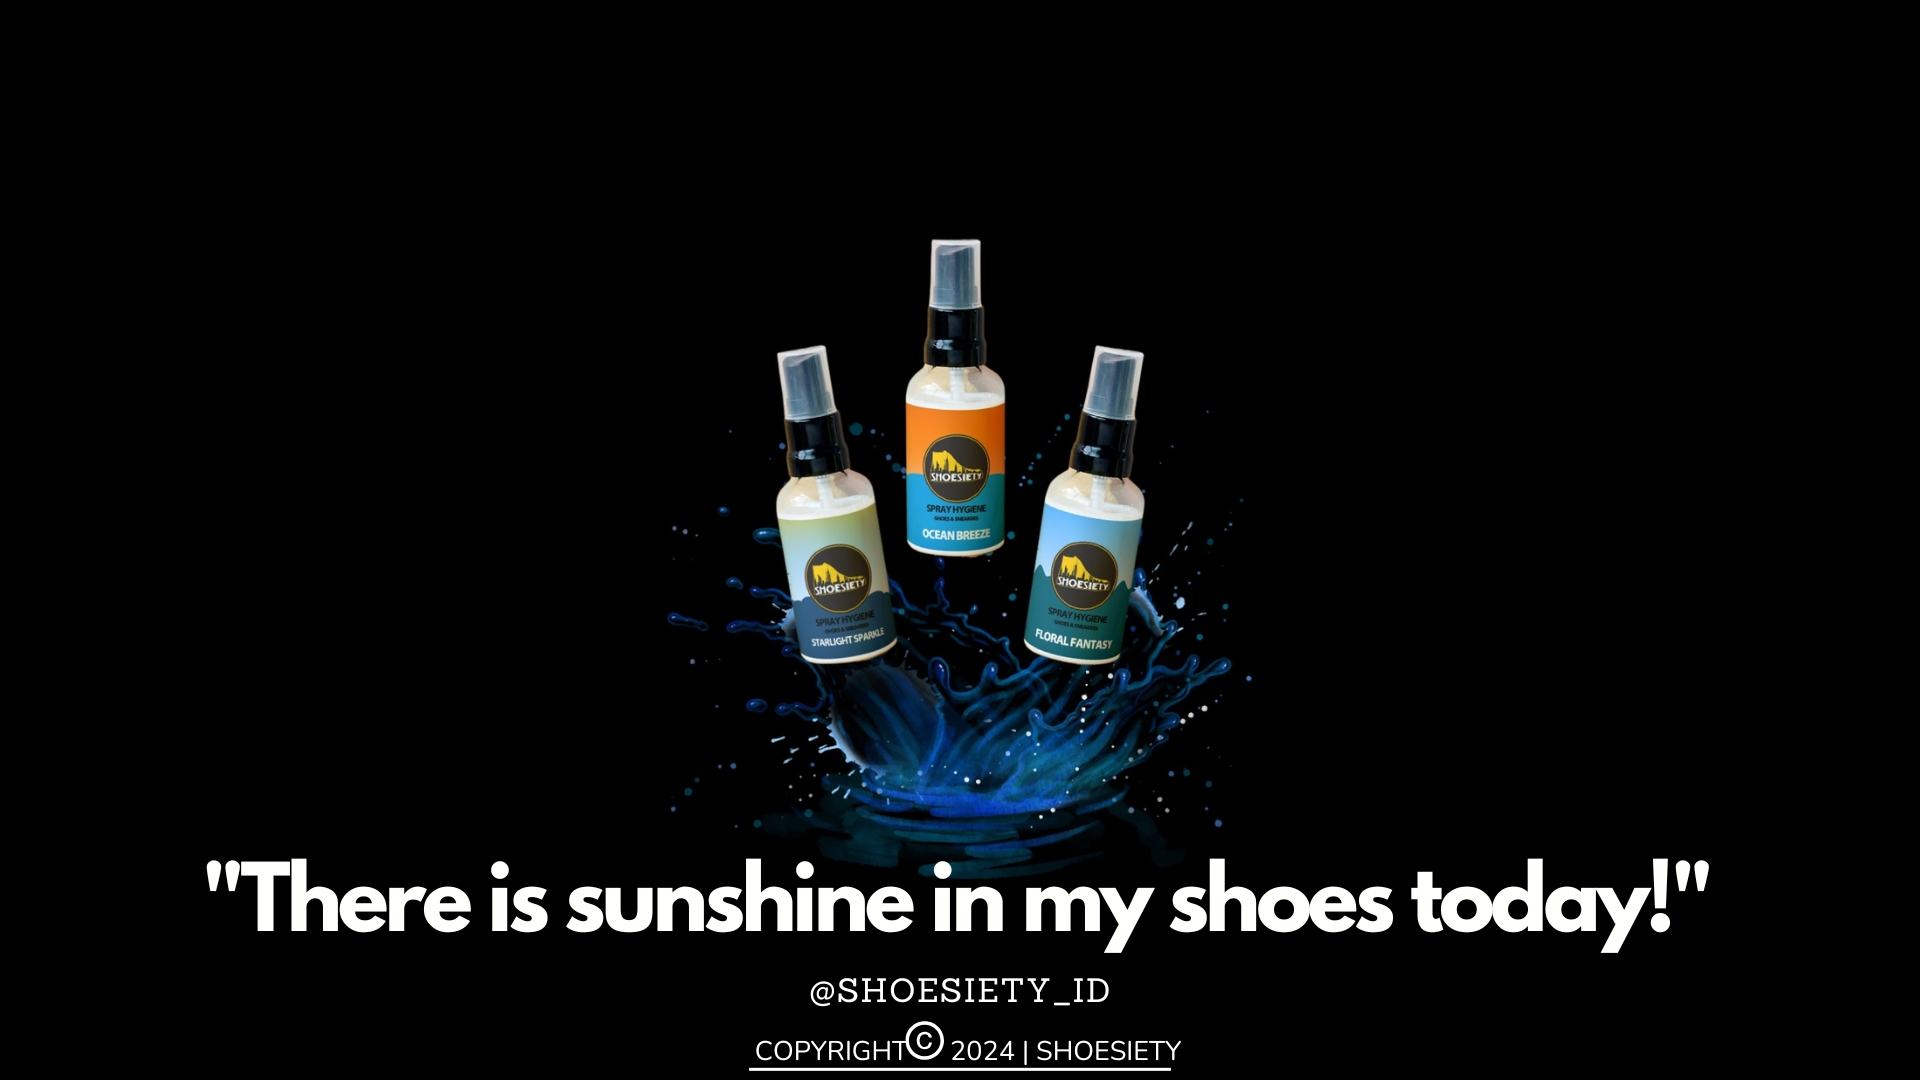 SHOESIETY
SPRAY HYGIENE
SHOES & SNEAKERS
OCEAN BREEZE
SHOESIETY
SPRAY HYGIENE
SHOES & SNEAKERS
STARLIGHT SPARKLE
SHOESIETY
SPRAY HYGIENE
SHOES & SNEAKERS
FLORAL FANTASY
"There is sunshine in my shoes today!"
@SHOESIETY_ID
COPYRIGHT © 2024 | SHOESIETY